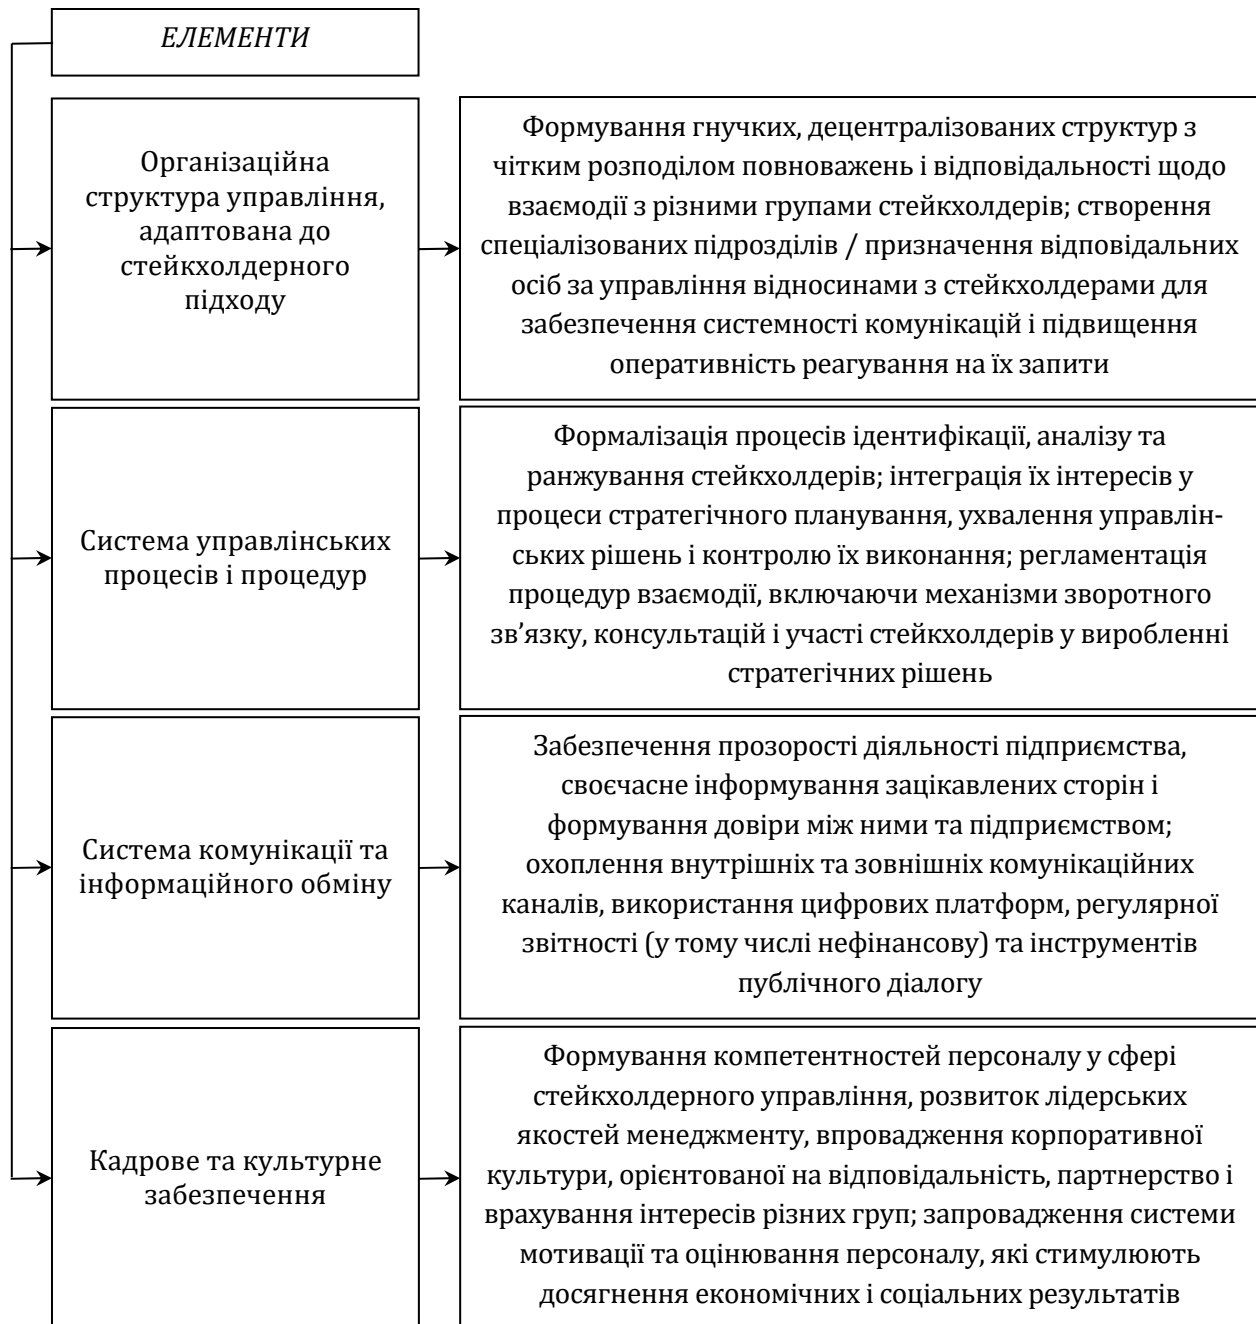 ЕЛЕМЕНТИ
Організаційна
структура управління,
адаптована до
стейкхолдерного
підходу
Формування гнучких, децентралізованих структур з
чітким розподілом повноважень і відповідальності щодо
взаємодії з різними групами стейкхолдерів; створення
спеціалізованих підрозділів / призначення відповідальних
осіб за управління відносинами з стейкхолдерами для
забезпечення системності комунікацій і підвищення
оперативність реагування на їх запити
Система управлінських
процесів і процедур
Формалізація процесів ідентифікації, аналізу та
ранжування стейкхолдерів; інтеграція їх інтересів у
процеси стратегічного планування, ухвалення управлін-
ських рішень і контролю їх виконання; регламентація
процедур взаємодії, включаючи механізми зворотного
зв’язку, консультацій і участі стейкхолдерів у виробленні
стратегічних рішень
Система комунікації та
інформаційного обміну
Забезпечення прозорості діяльності підприємства,
своєчасне інформування зацікавлених сторін і
формування довіри між ними та підприємством;
охоплення внутрішніх та зовнішніх комунікаційних
каналів, використання цифрових платформ, регулярної
звітності (у тому числі нефінансову) та інструментів
публічного діалогу
Кадрове та культурне
забезпечення
Формування компетентностей персоналу у сфері
стейкхолдерного управління, розвиток лідерських
якостей менеджменту, впровадження корпоративної
культури, орієнтованої на відповідальність, партнерство і
врахування інтересів різних груп; запровадження системи
мотивації та оцінювання персоналу, які стимулюють
досягнення економічних і соціальних результатів